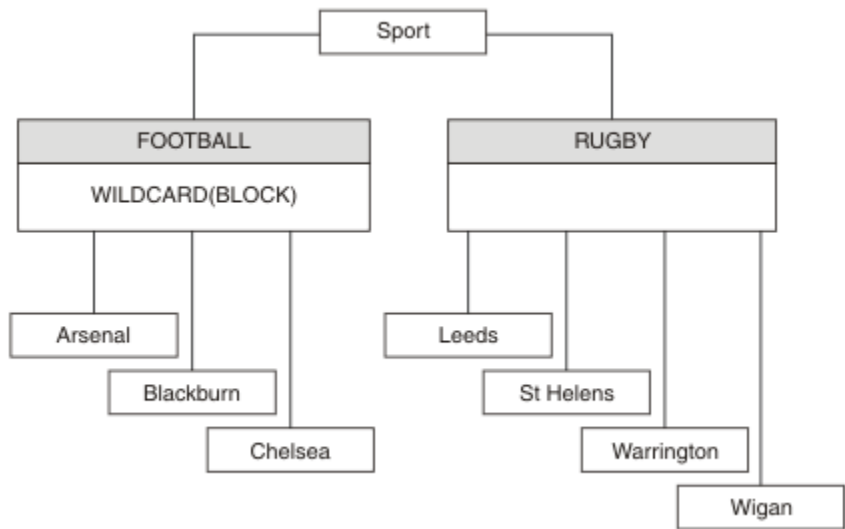 Sport
FOOTBALL
RUGBY
WILDCARD(BLOCK)
Arsenal
Leeds
Blackburn
St Helens
Chelsea
Warrington
Wigan